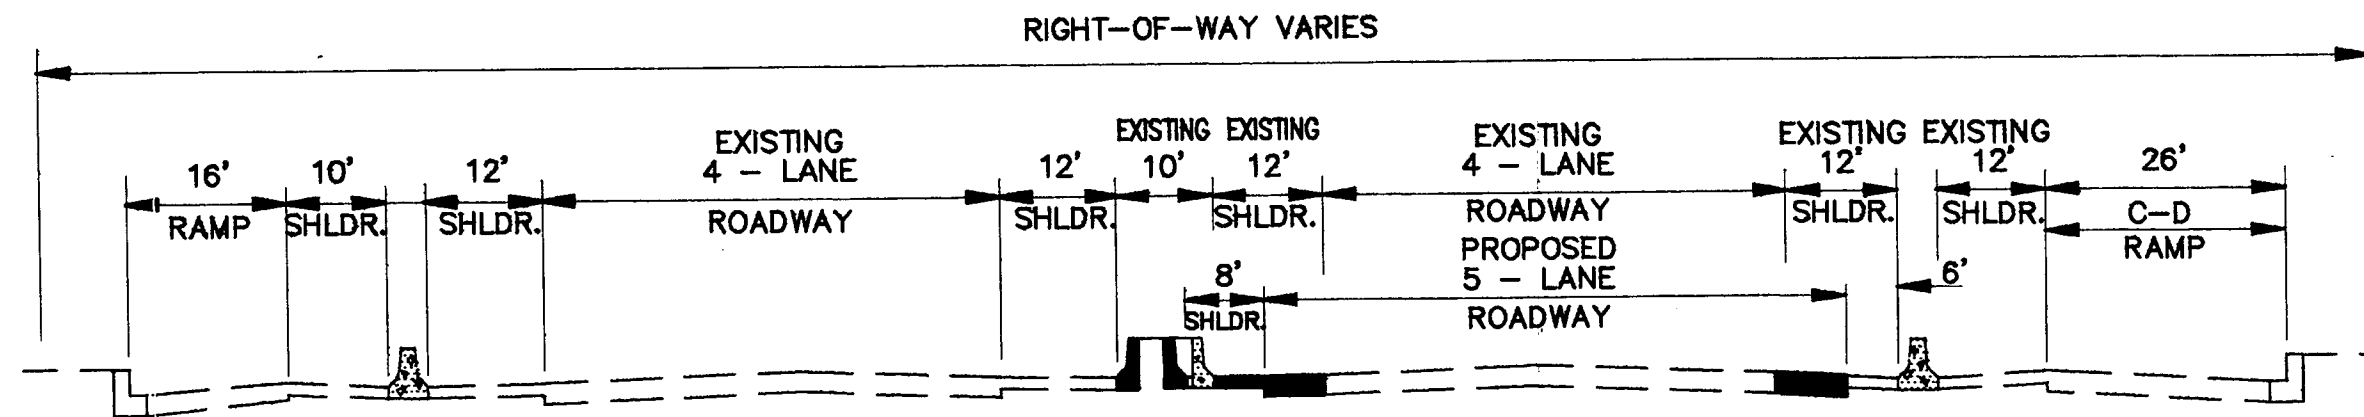 RIGHT-OF-WAY VARIES
EXISTING EXISTING
EXISTING
EXISTING
EXISTING EXISTING
16' 10' 12' 4 - LANE 12' 10' 12' 4 - LANE 12' 12' 26'
RAMP SHLDR. SHLDR. ROADWAY SHLDR. SHLDR. ROADWAY SHLDR. SHLDR. C-D
PROPOSED
RAMP
8' 5 - LANE 6'
SHLDR. ROADWAY